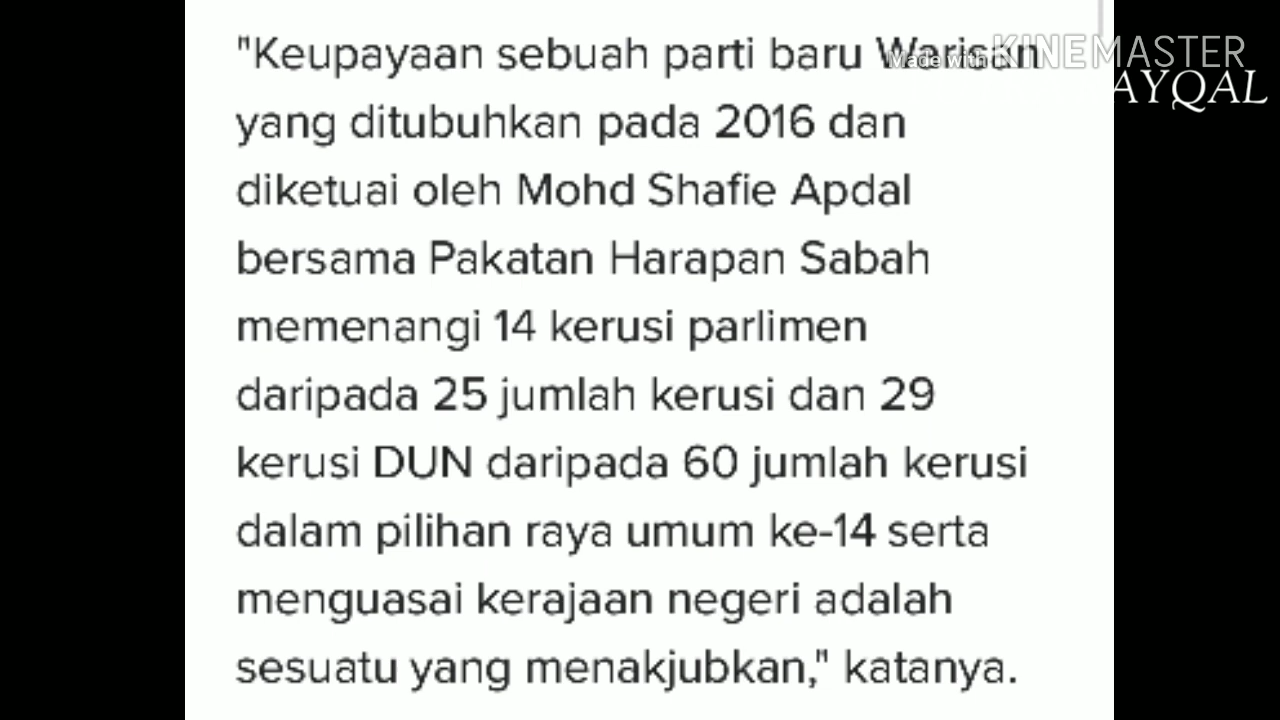 "Keupayaan sebuah parti baru Warisan
Made with KINEMASTER
AYQAL
yang ditubuhkan pada 2016 dan
diketuai oleh Mohd Shafie Apdal
bersama Pakatan Harapan Sabah
memenangi 14 kerusi parlimen
daripada 25 jumlah kerusi dan 29
kerusi DUN daripada 60 jumlah kerusi
dalam pilihan raya umum ke-14 serta
menguasai kerajaan negeri adalah
sesuatu yang menakjubkan," katanya.